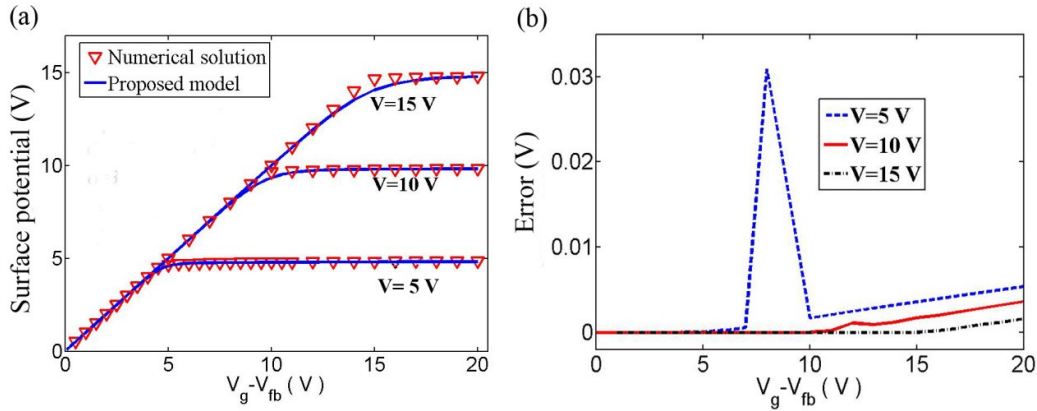 (a)
Surface potential (V)
15
10
5
0
Numerical solution
Proposed model
V=15 V
V=10 V
V= 5 V
0 5 10 15 20
Vg-Vfb ( V )
(b)
Error (V)
0.03
0.02
0.01
0
V=5 V
V=10 V
V=15 V
0 5 10 15 20
Vg-Vfb ( V )